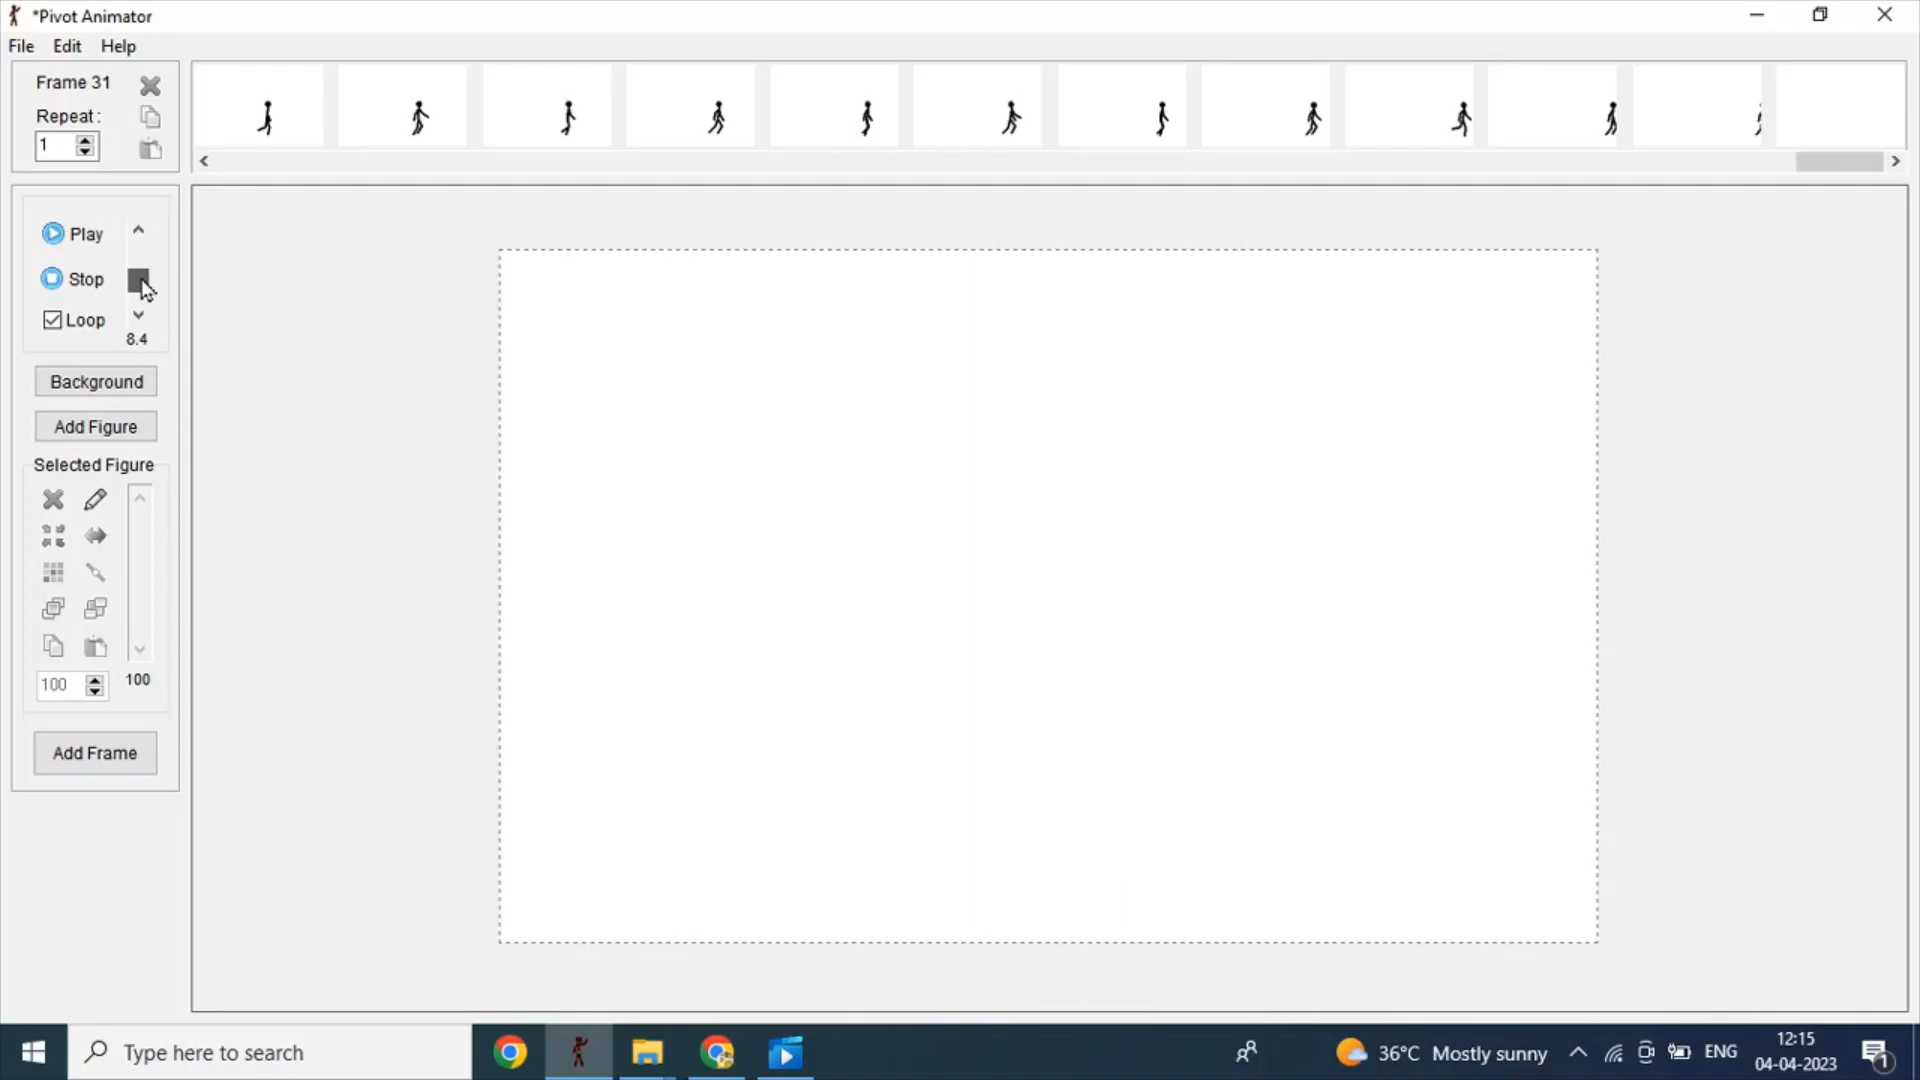 *Pivot Animator
File Edit Help
Frame 31
Repeat:
1
Play
Stop
Loop
8.4
Background
Add Figure
Selected Figure
100
100
Add Frame
Type here to search
36°C Mostly sunny
ENG
12:15
04-04-2023
1